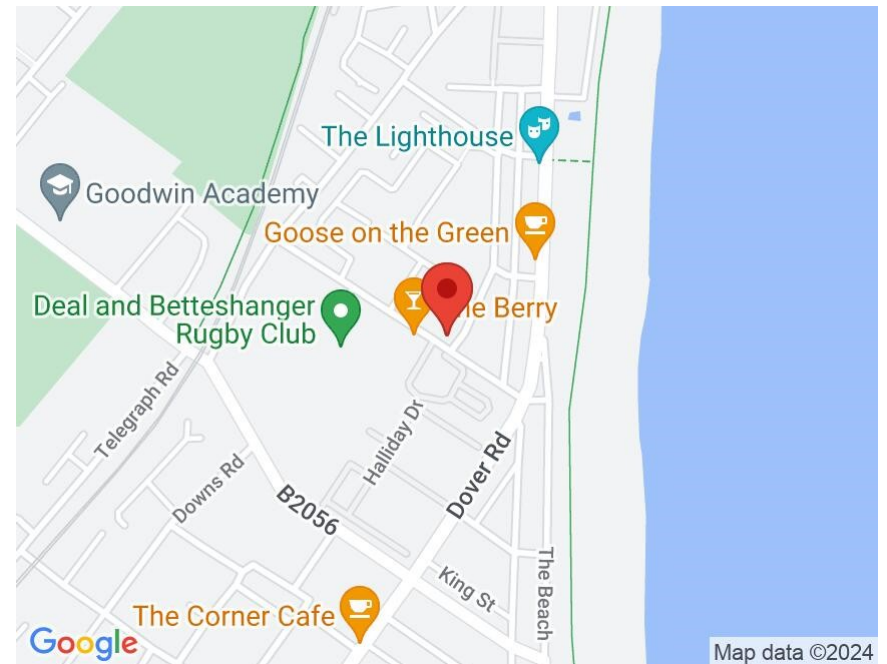 The Lighthouse
Goodwin Academy
Goose on the Green
Deal and Betteshanger
Rugby Club
Berry
Telegraph Rd
Halliday Dr
Downs Rd
Dover Rd
B2056
King St
The Beach
The Corner Cafe
Google
Map data ©2024